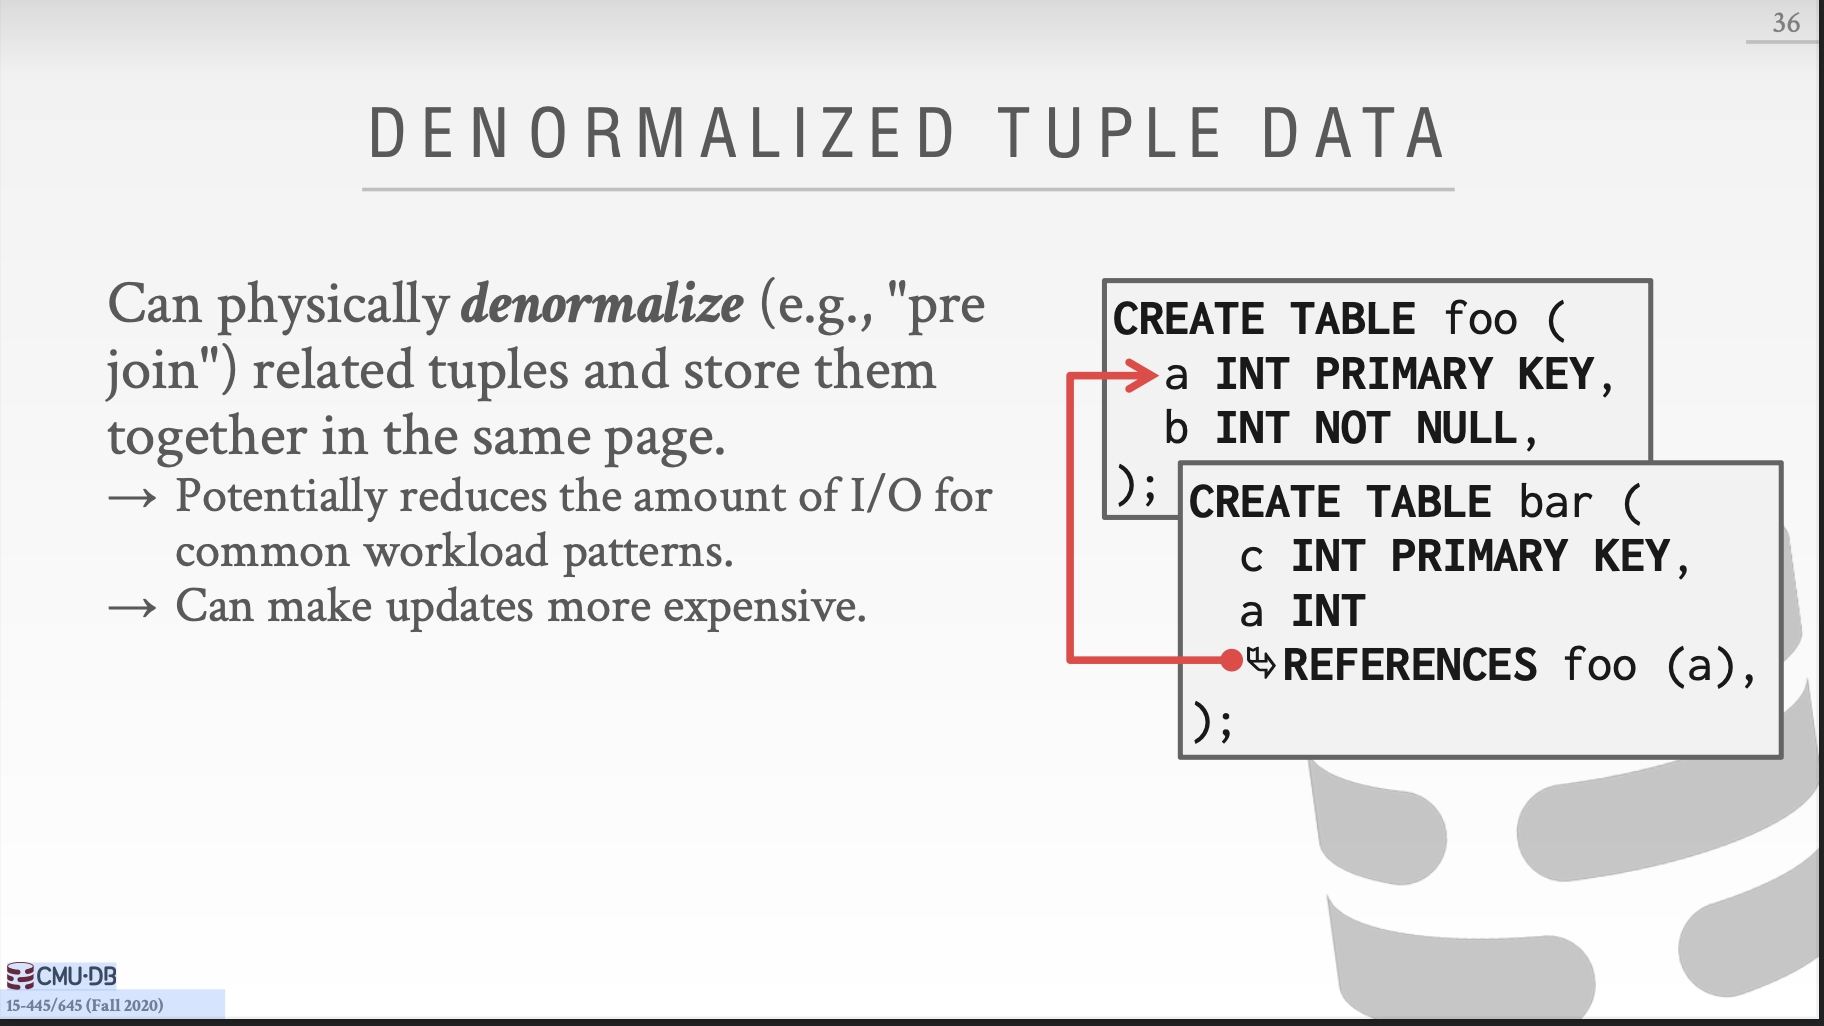 36
DENORMALIZED TUPLE DATA
Can physically denormalize (e.g., "pre
join") related tuples and store them
together in the same page.
→ Potentially reduces the amount of I/O for
common workload patterns.
→ Can make updates more expensive.
CREATE TABLE foo (
a INT PRIMARY KEY,
b INT NOT NULL,
);
CREATE TABLE bar (
c INT PRIMARY KEY,
a INT
⮡REFERENCES foo (a),
);
CMU·DB
15-445/645 (Fall 2020)